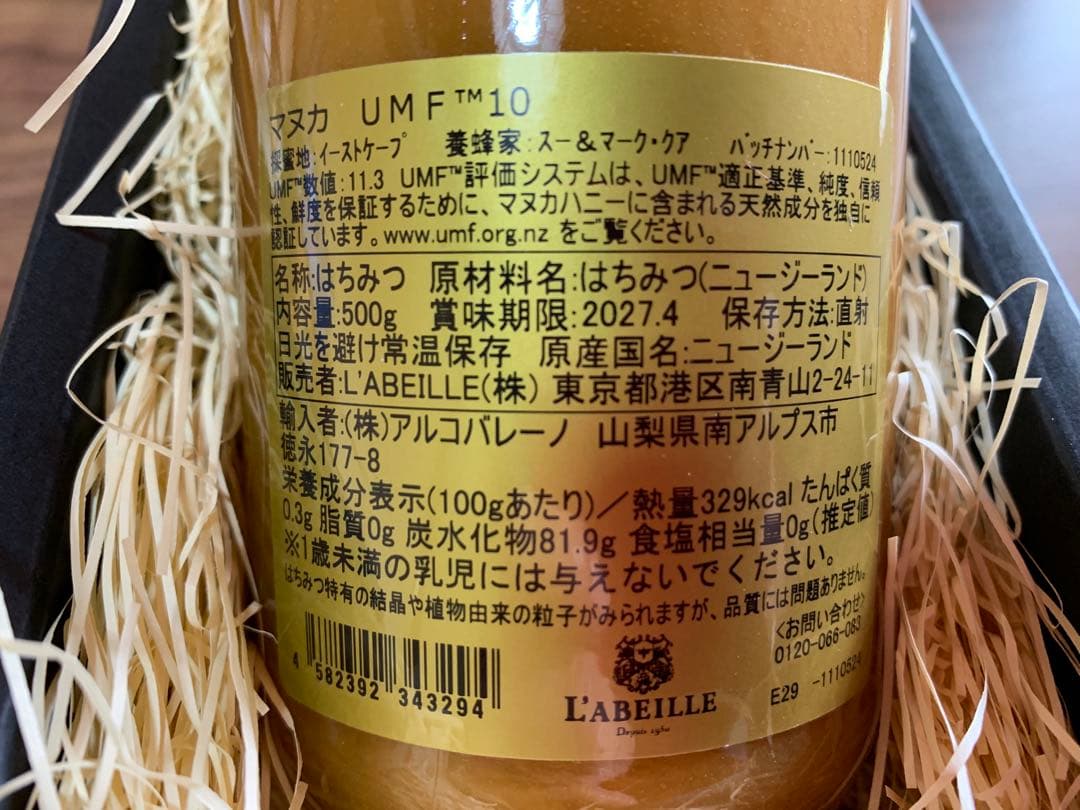 マヌカ　UMF™10
採蜜地:イーストケープ　養蜂家:スー&マーク・クア　バッチナンバー:1110524
UMF™数値:11.3 UMF™評価システムは、UMF™適正基準、純度、信頼
性、鮮度を保証するために、マヌカハニーに含まれる天然成分を独自に
認証しています。www.umf.org.nz をご覧ください。
名称:はちみつ　原材料名:はちみつ(ニュージーランド)
内容量:500g　賞味期限:2027.4　保存方法:直射
日光を避け常温保存　原産国名:ニュージーランド
販売者:L'ABEILLE(株) 東京都港区南青山2-24-11
輸入者:(株)アルコバレーノ　山梨県南アルプス市
徳永177-8
栄養成分表示(100gあたり)／熱量329kcal たんぱく質
0.3g 脂質0g 炭水化物81.9g 食塩相当量0g(推定値)
※1歳未満の乳児には与えないでください。
はちみつ特有の結晶や植物由来の粒子がみられますが、品質には問題ありません。
<お問い合わせ>
0120-066-083
4 582392 343294
L'ABEILLE
Depuis 1950
E29 -1110524